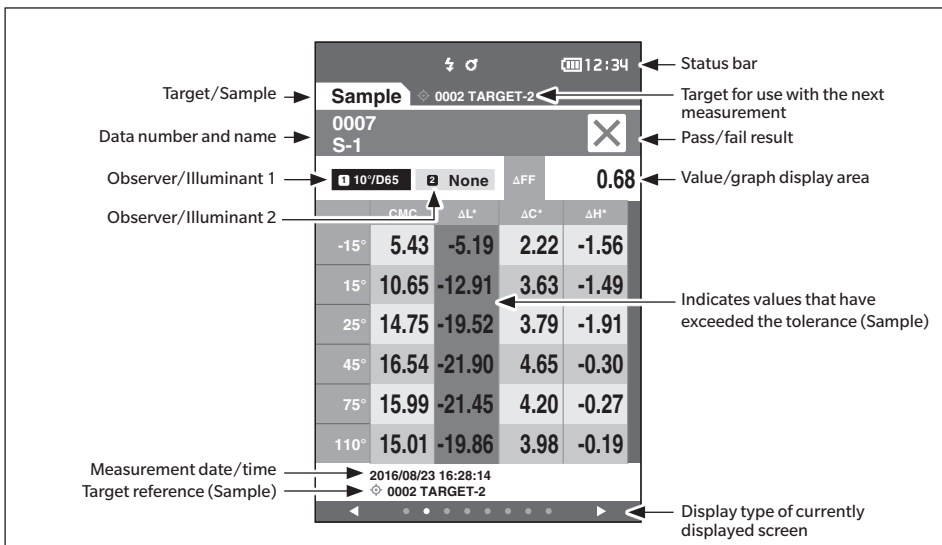 12:34
Status bar
Target/Sample
Sample
0002 TARGET-2
Target for use with the next
measurement
Data number and name
0007
S-1
Pass/fail result
Observer/Illuminant 1
1 10°/D65
2 None
ΔFF
0.68
Value/graph display area
Observer/Illuminant 2
CMC ΔL* ΔC* ΔH*
-15° 5.43 -5.19 2.22 -1.56
15° 10.65 -12.91 3.63 -1.49
Indicates values that have
exceeded the tolerance (Sample)
25° 14.75 -19.52 3.79 -1.91
45° 16.54 -21.90 4.65 -0.30
75° 15.99 -21.45 4.20 -0.27
110° 15.01 -19.86 3.98 -0.19
Measurement date/time
2016/08/23 16:28:14
Target reference (Sample)
0002 TARGET-2
Display type of currently
displayed screen